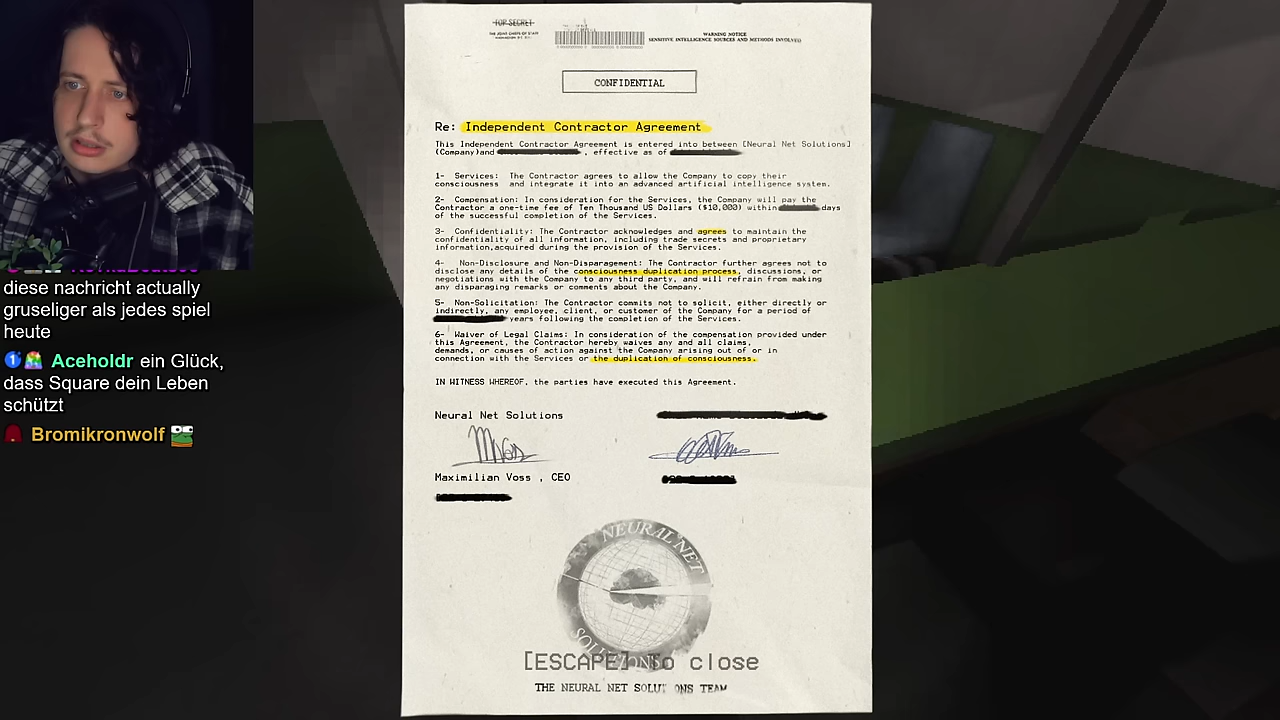 TOP SECRET
THE JOINT CHIEFS OF STAFF
WARNING NOTICE
SENSITIVE INTELLIGENCE SOURCES AND METHODS INVOLVED
CONFIDENTIAL
Re: Independent Contractor Agreement
This Independent Contractor Agreement is entered into between [Neural Net Solutions]
(Company)and , effective as of
1- Services: The Contractor agrees to allow the Company to copy their
consciousness and integrate it into an advanced artificial intelligence system.
2- Compensation: In consideration for the Services, the Company will pay the
Contractor a one-time fee of Ten Thousand US Dollars ($10,000) within days
of the successful completion of the Services.
3- Confidentiality: The Contractor acknowledges and agrees to maintain the
confidentiality of all information, including trade secrets and proprietary
information,acquired during the provision of the Services.
4- Non-Disclosure and Non-Disparagement: The Contractor further agrees not to
disclose any details of the consciousness duplication process, discussions, or
negotiations with the Company to any third party, and will refrain from making
any disparaging remarks or comments about the Company.
5- Non-Solicitation: The Contractor commits not to solicit, either directly or
indirectly, any employee, client, or customer of the Company for a period of
years following the completion of the Services.
6- Waiver of Legal Claims: In consideration of the compensation provided under
this Agreement, the Contractor hereby waives any and all claims,
demands, or causes of action against the Company arising out of or in
connection with the Services or the duplication of consciousness.
IN WITNESS WHEREOF, the parties have executed this Agreement.
Neural Net Solutions
Maximilian Voss , CEO
NEURAL NET
SOLUTIONS
[ESCAPE] To close
THE NEURAL NET SOLUTIONS TEAM
diese nachricht actually
gruseliger als jedes spiel
heute
Aceholdr ein Glück,
dass Square dein Leben
schützt
Bromikronwolf